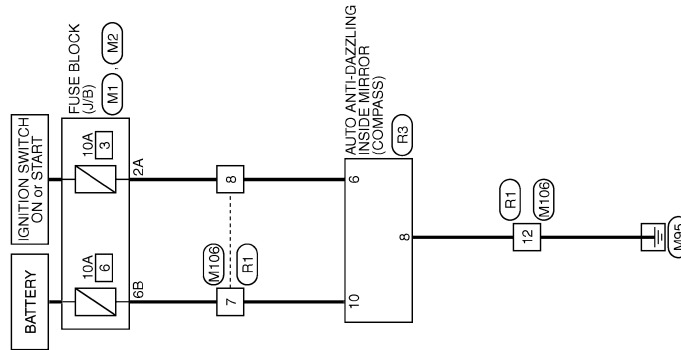 IGNITION SWITCH
ON or START
BATTERY
FUSE BLOCK
(J/B)
M1 , M2
10A
3
10A
6
2A
6B
8
M106
7
R1
AUTO ANTI-DAZZLING
INSIDE MIRROR
(COMPASS)
R3
6
10
8
R1
12
M106
M95